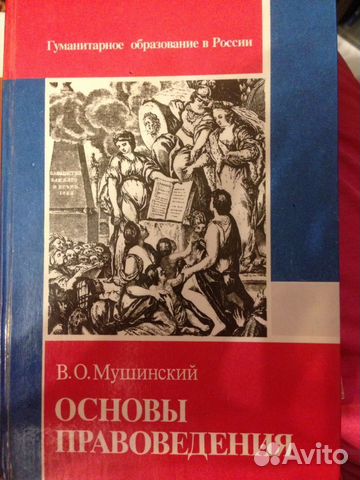 Гуманитарное образование в России
В. О. Мушинский
ОСНОВЫ
ПРАВОВЕДЕНИЯ
Avito